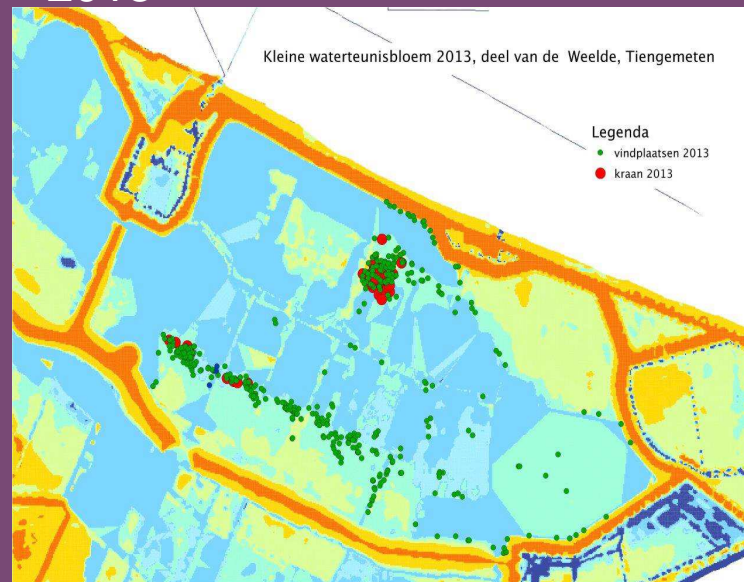 Kleine waterteunisbloem 2013, deel van de Weelde, Tiengemeten
Legenda
vindplaatsen 2013
kraan 2013